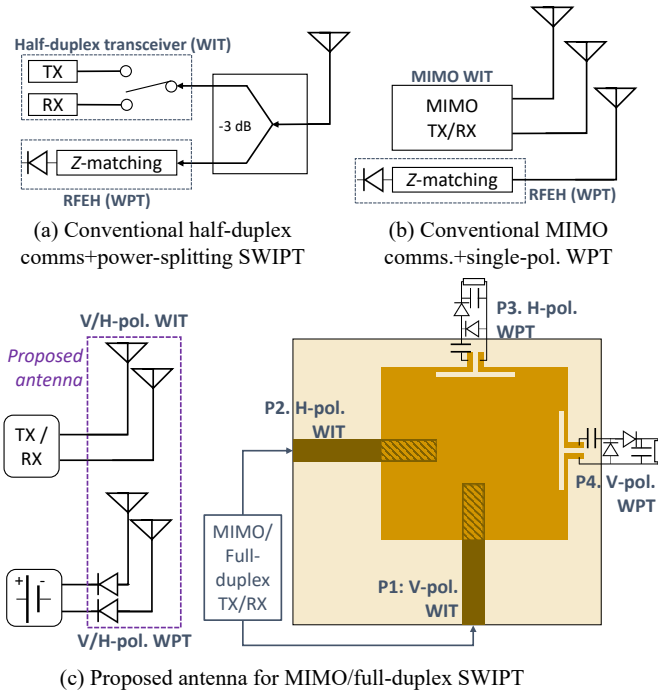 Half-duplex transceiver (WIT)
TX
RX
-3 dB
Z-matching
RFEH (WPT)
(a) Conventional half-duplex
comms+power-splitting SWIPT
MIMO WIT
MIMO
TX/RX
Z-matching
RFEH (WPT)
(b) Conventional MIMO
comms.+single-pol. WPT
V/H-pol. WIT
Proposed
antenna
TX /
RX
+ -
V/H-pol. WPT
P3. H-pol.
WPT
P2. H-pol.
WIT
P4. V-pol.
WPT
MIMO/
Full-
duplex
TX/RX
P1: V-pol.
WIT
(c) Proposed antenna for MIMO/full-duplex SWIPT